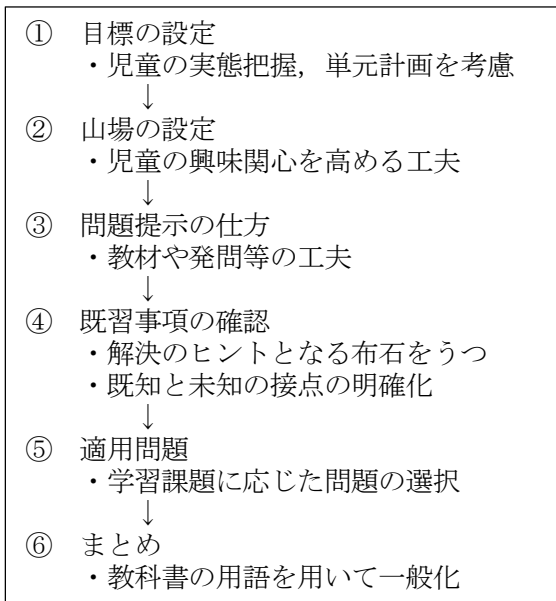 ① 目標の設定
・児童の実態把握，単元計画を考慮
↓
② 山場の設定
・児童の興味関心を高める工夫
↓
③ 問題提示の仕方
・教材や発問等の工夫
↓
④ 既習事項の確認
・解決のヒントとなる布石をうつ
・既知と未知の接点の明確化
↓
⑤ 適用問題
・学習課題に応じた問題の選択
↓
⑥ まとめ
・教科書の用語を用いて一般化